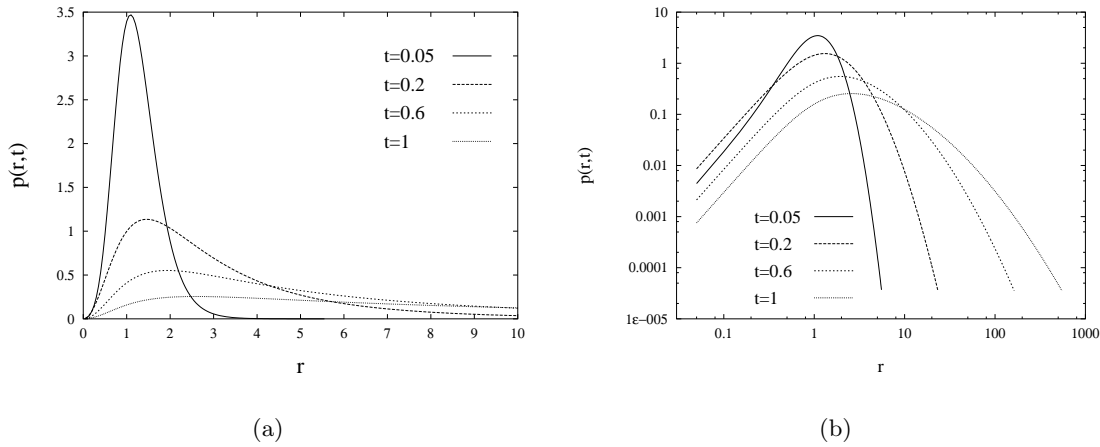 3.5
3
2.5
2
1.5
1
0.5
0
0 1 2 3 4 5 6 7 8 9 10
p(r,t)
r
t=0.05
t=0.2
t=0.6
t=1
(a)
10
1
0.1
0.01
0.001
0.0001
1ε−005
0.1 1 10 100 1000
p(r,t)
r
t=0.05
t=0.2
t=0.6
t=1
(b)